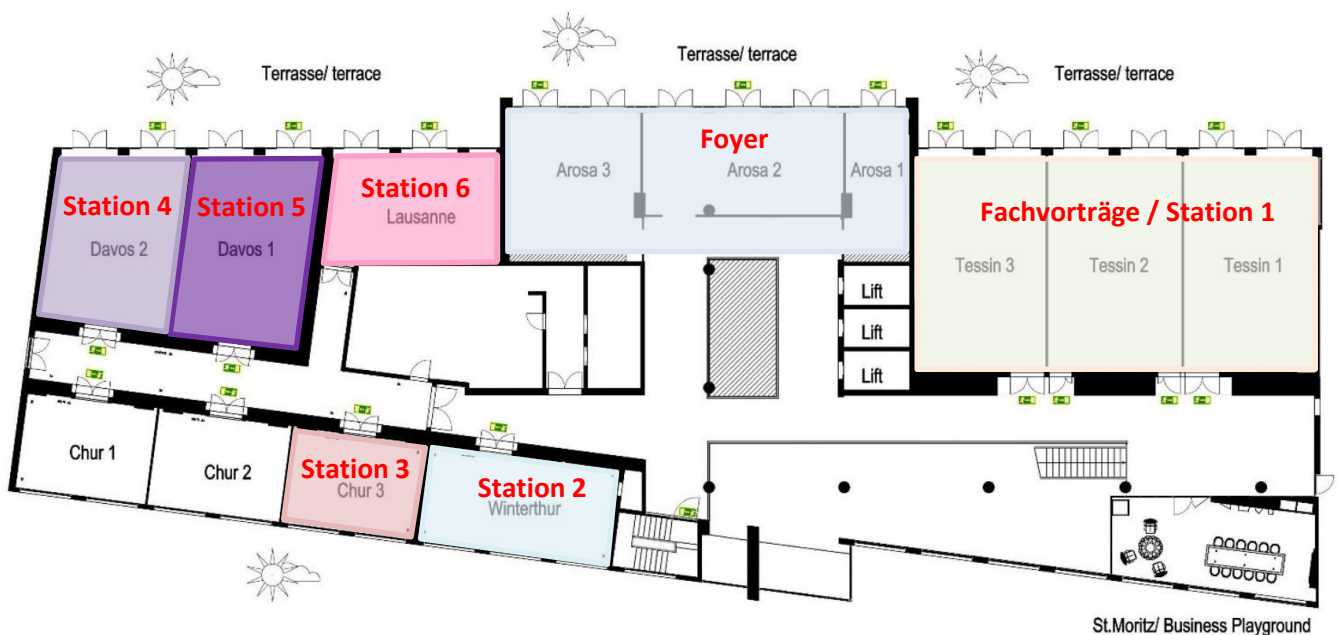 Terrasse/ terrace
Terrasse/ terrace
Terrasse/ terrace
Foyer
Arosa 3
Arosa 2
Arosa 1
Station 4
Davos 2
Station 5
Davos 1
Station 6
Lausanne
Fachvorträge / Station 1
Tessin 3
Tessin 2
Tessin 1
Lift
Lift
Lift
Chur 1
Chur 2
Station 3
Chur 3
Station 2
Winterthur
St.Moritz/ Business Playground